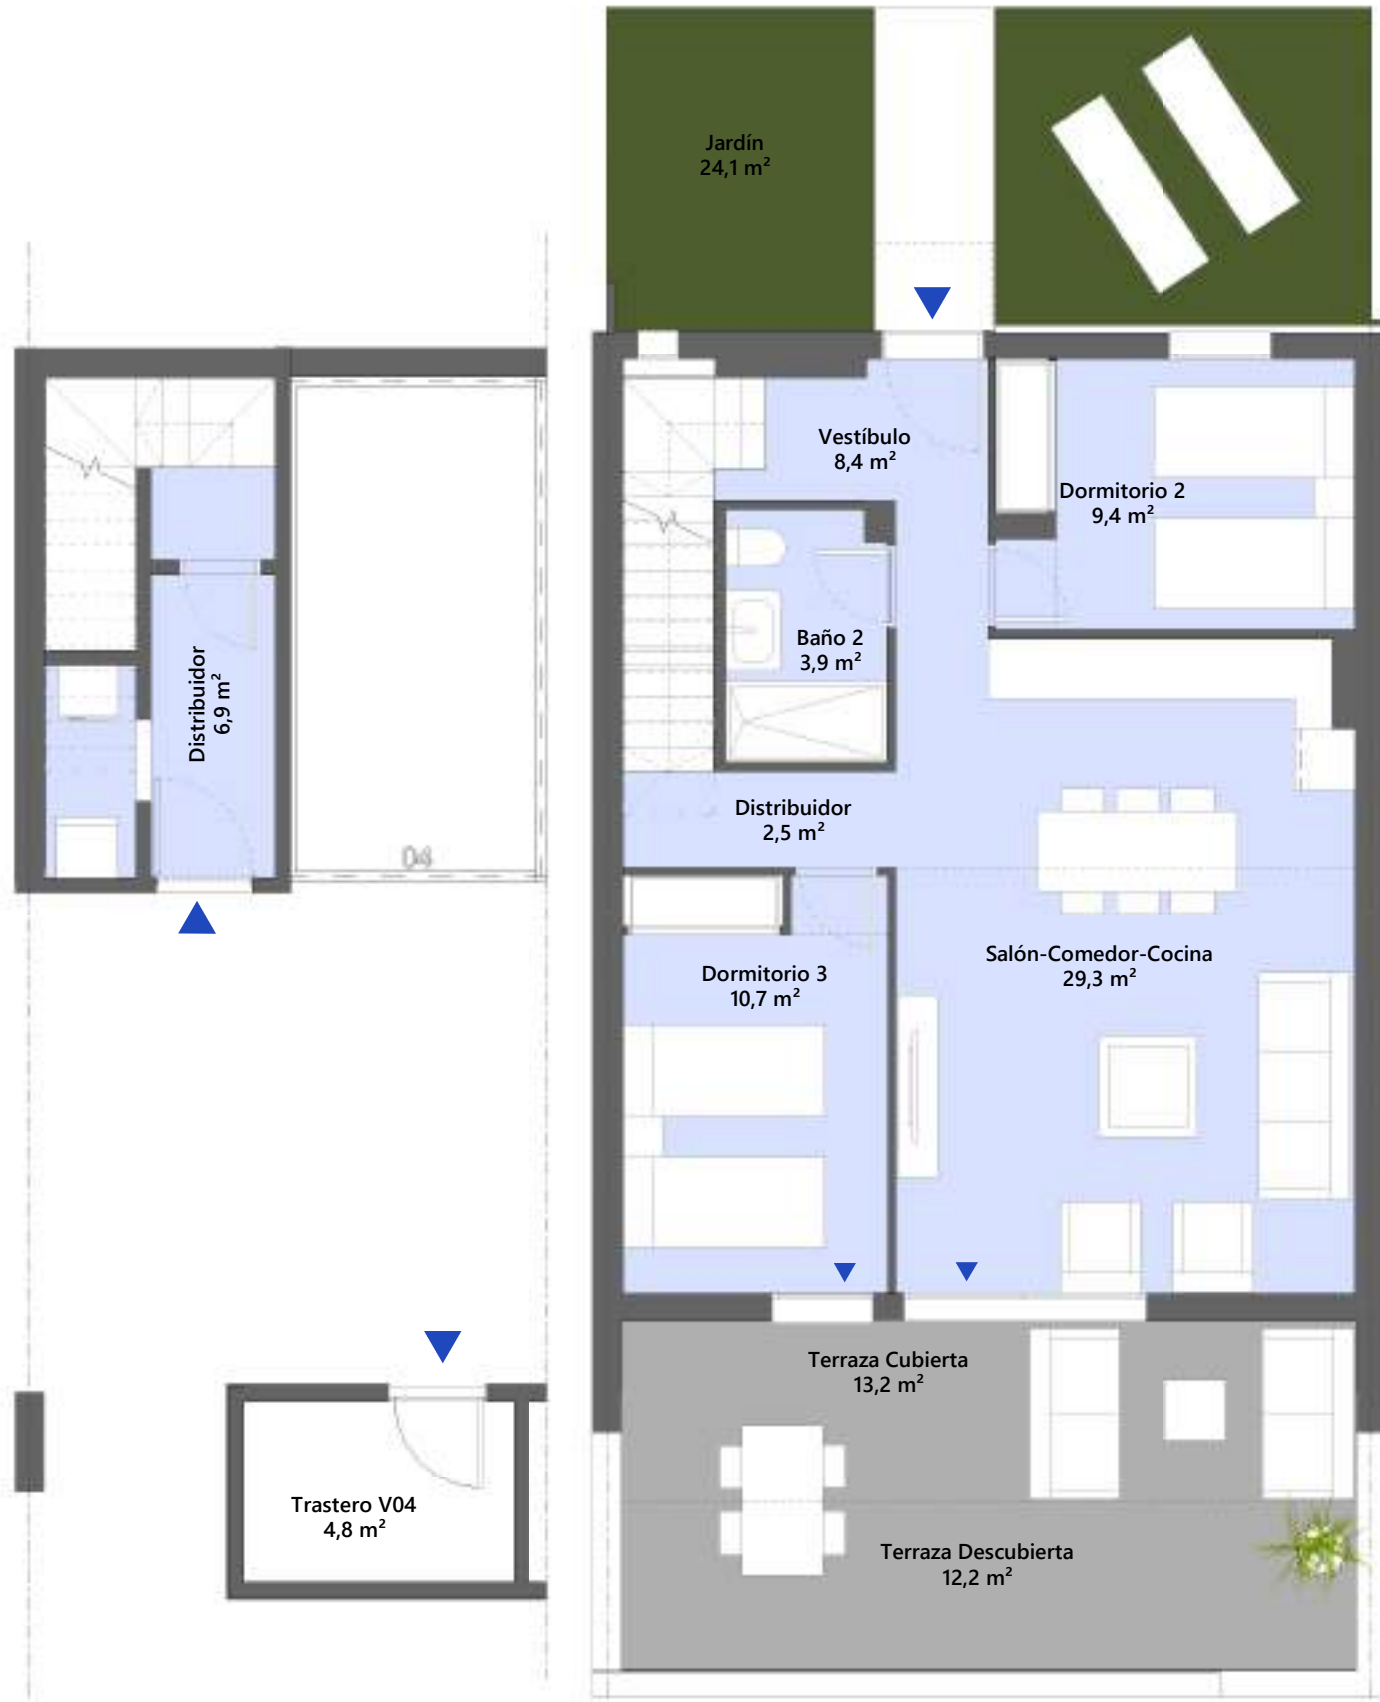 Jardín
24,1 m²
Vestíbulo
8,4 m²
Dormitorio 2
9,4 m²
Baño 2
3,9 m²
Distribuidor
6,9 m²
Distribuidor
2,5 m²
04
Salón-Comedor-Cocina
29,3 m²
Dormitorio 3
10,7 m²
Terraza Cubierta
13,2 m²
Trastero V04
4,8 m²
Terraza Descubierta
12,2 m²